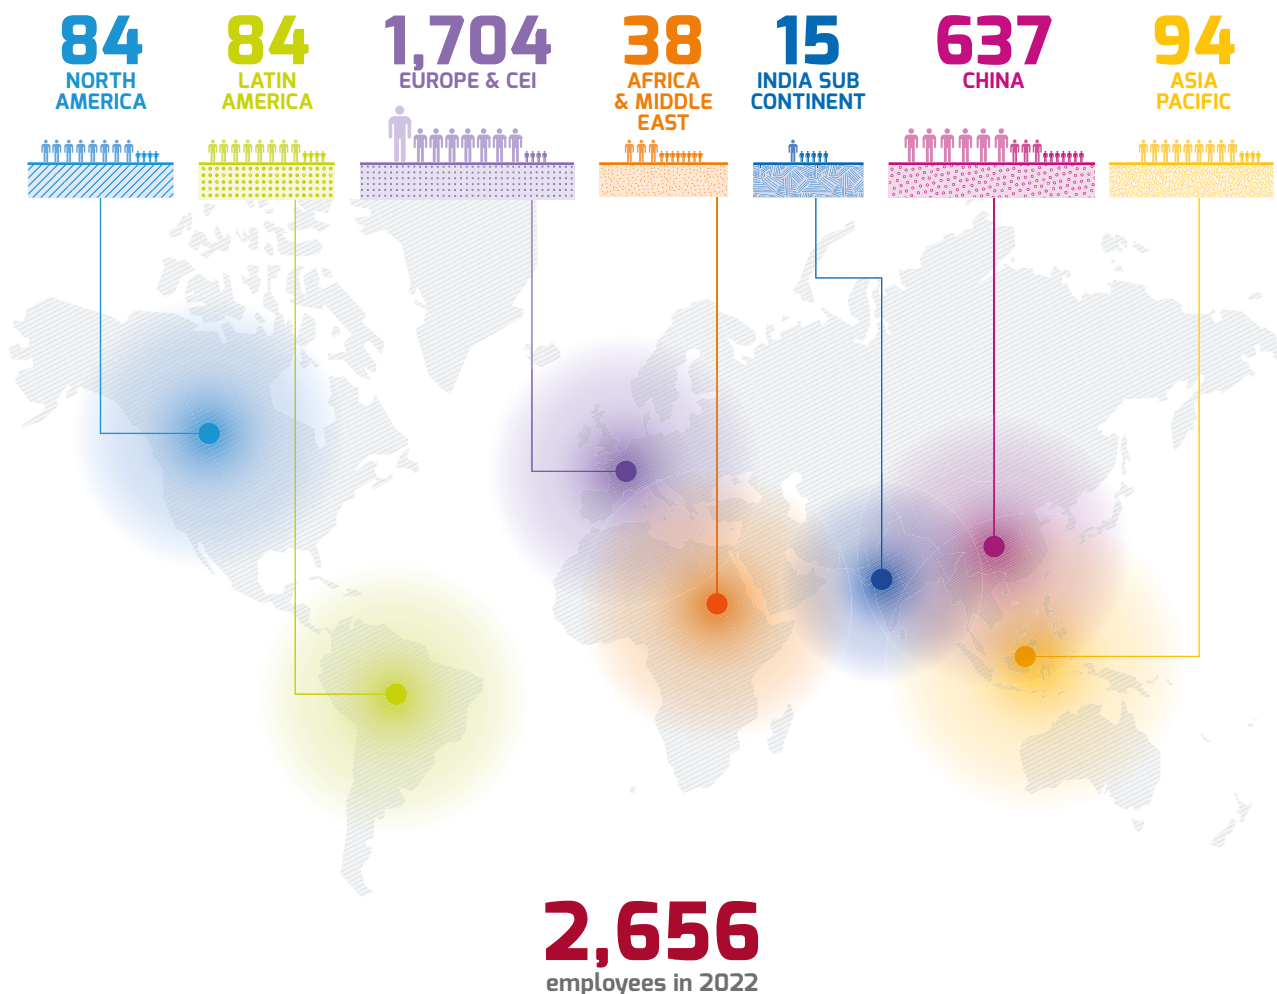 84
NORTH
AMERICA
84
LATIN
AMERICA
1,704
EUROPE & CEI
38
AFRICA
& MIDDLE
EAST
15
INDIA SUB
CONTINENT
637
CHINA
94
ASIA
PACIFIC
2,656
employees in 2022